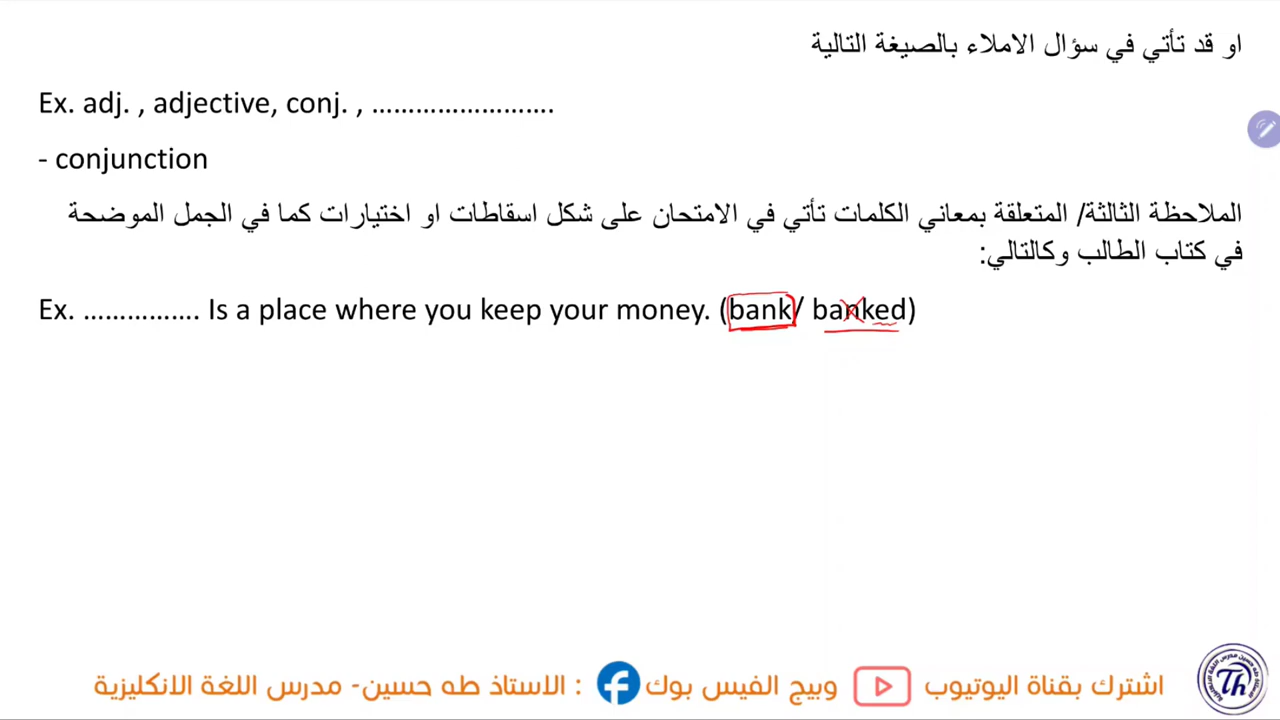 او قد تأتي في سؤال الاملاء بالصيغة التالية
Ex. adj. , adjective, conj. , …………………….
- conjunction
الملاحظة الثالثة/ المتعلقة بمعاني الكلمات تأتي في الامتحان على شكل اسقاطات او اختيارات كما في الجمل الموضحة
في كتاب الطالب وكالتالي:
Ex. ……………. Is a place where you keep your money. (bank/ banked)
اشترك بقناة اليوتيوب وبيج الفيس بوك : الاستاذ طه حسين- مدرس اللغة الانكليزية
Th